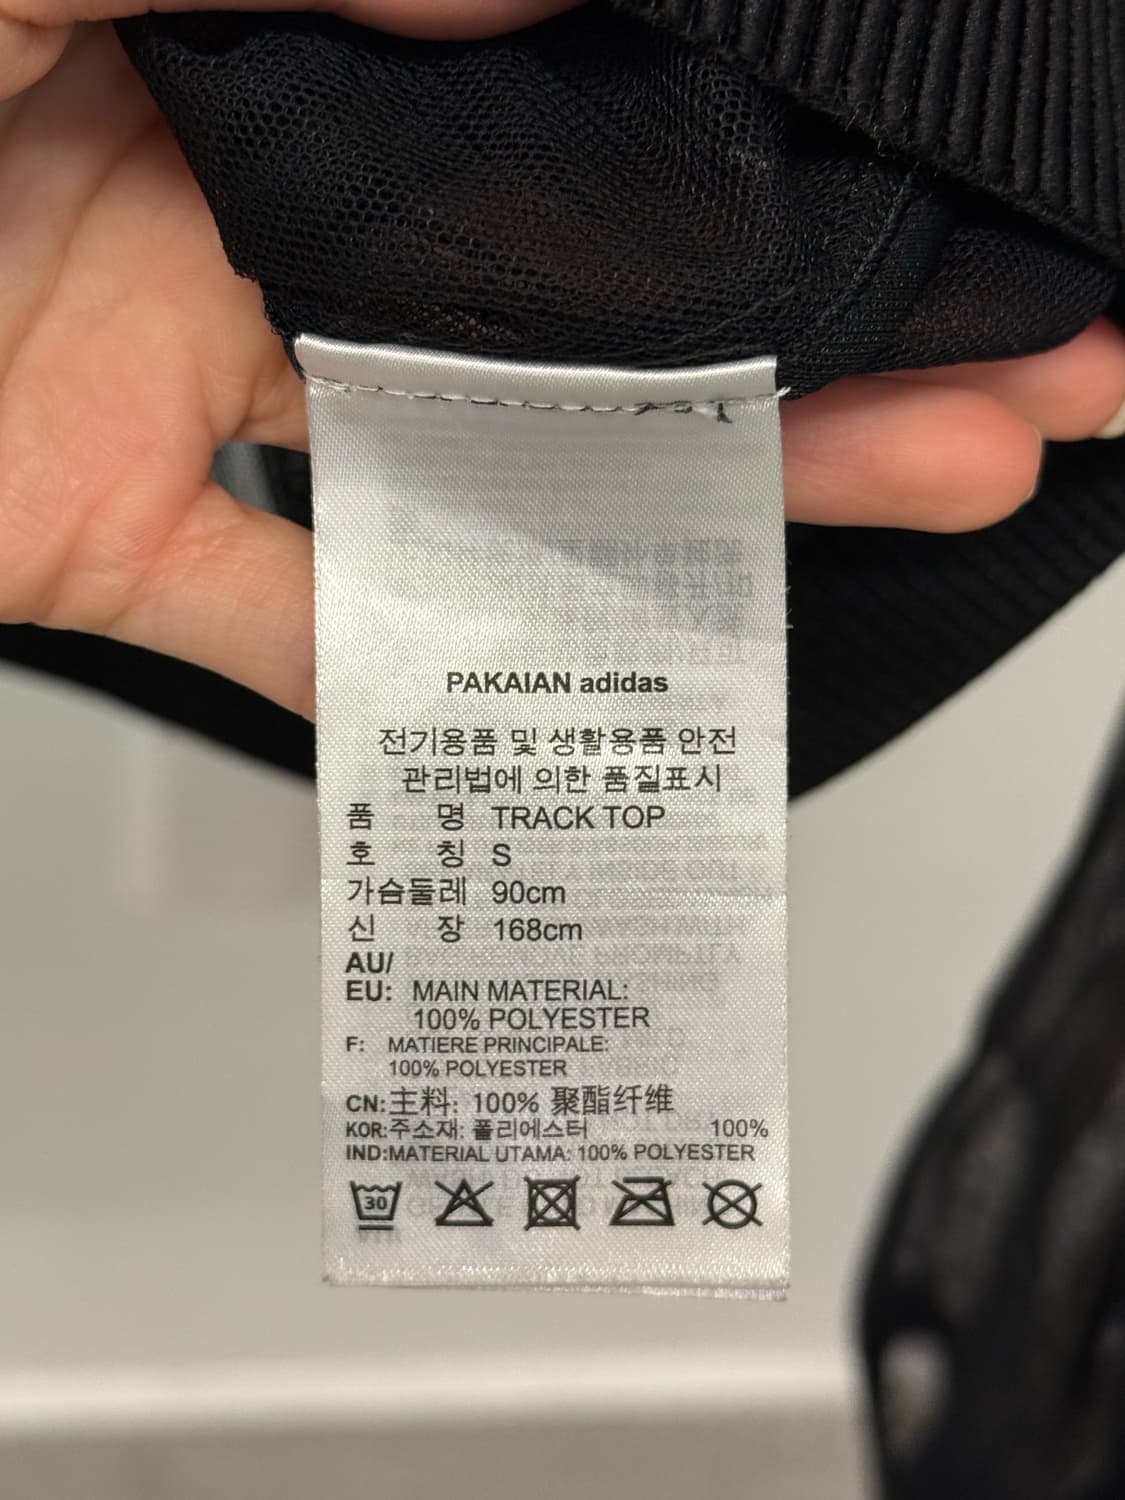 PAKAIAN adidas
전기용품 및 생활용품 안전
관리법에 의한 품질표시
품 명 TRACK TOP
호 칭 S
가슴둘레 90cm
신 장 168cm
AU/
EU: MAIN MATERIAL:
100% POLYESTER
F: MATIERE PRINCIPALE:
100% POLYESTER
CN:主料: 100% 聚酯纤维
KOR:주소재: 폴리에스터 100%
IND:MATERIAL UTAMA: 100% POLYESTER
30